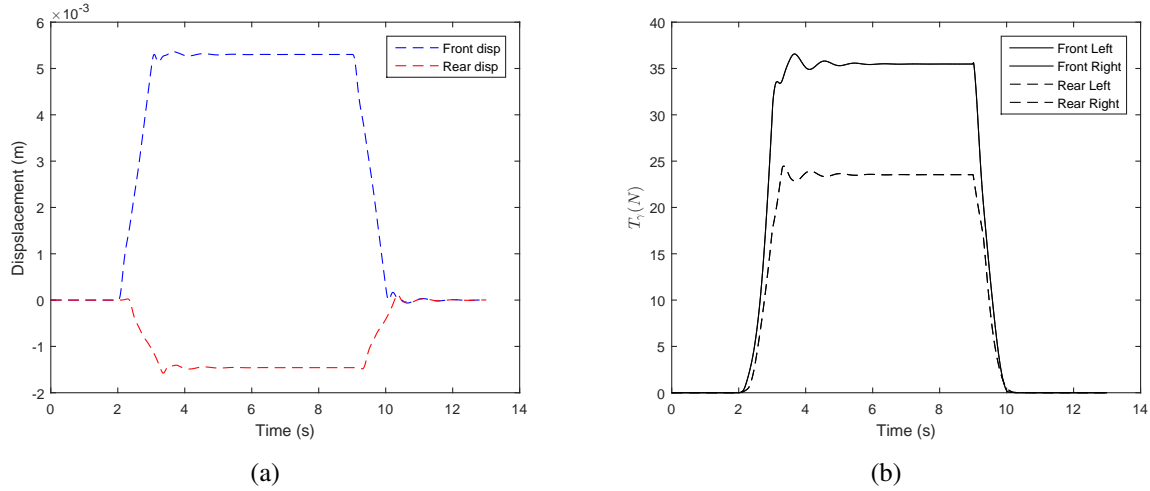 ×10⁻³
6
5
4
3
2
1
0
-1
-2
0 2 4 6 8 10 12 14
Dispslacement (m)
Time (s)
Front disp
Rear disp
(a)
40
35
30
25
20
15
10
5
0
0 2 4 6 8 10 12 14
T_γ(N)
Time (s)
Front Left
Front Right
Rear Left
Rear Right
(b)